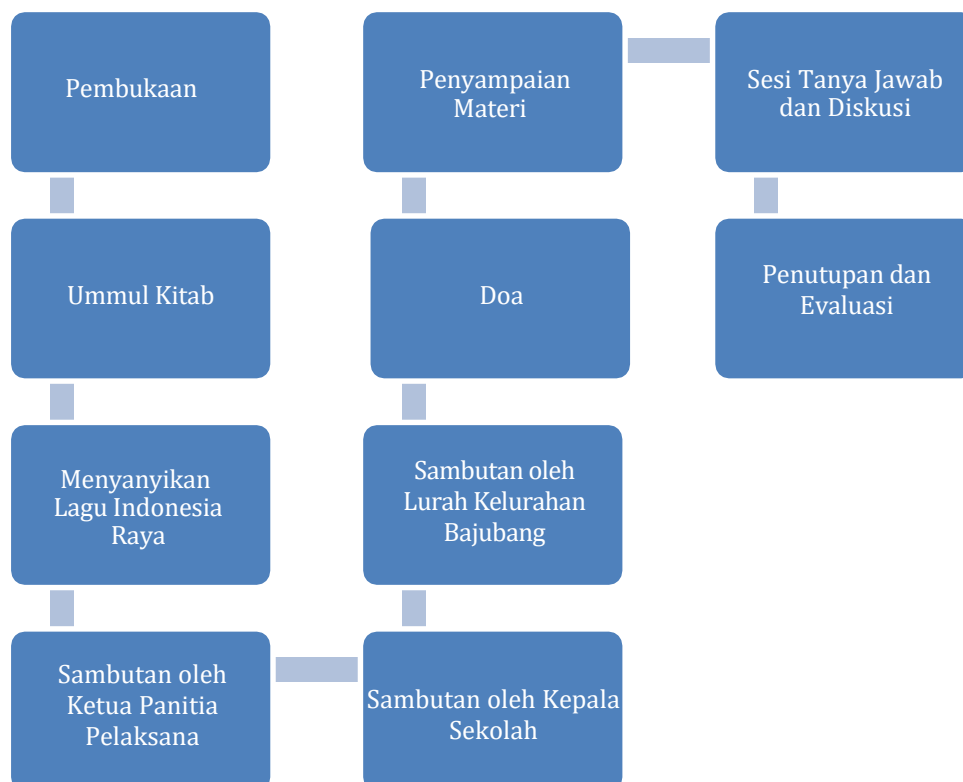 Pembukaan
Ummul Kitab
Menyanyikan
Lagu Indonesia
Raya
Sambutan oleh
Ketua Panitia
Pelaksana
Sambutan oleh Kepala
Sekolah
Sambutan oleh
Lurah Kelurahan
Bajubang
Doa
Penyampaian
Materi
Sesi Tanya Jawab
dan Diskusi
Penutupan dan
Evaluasi